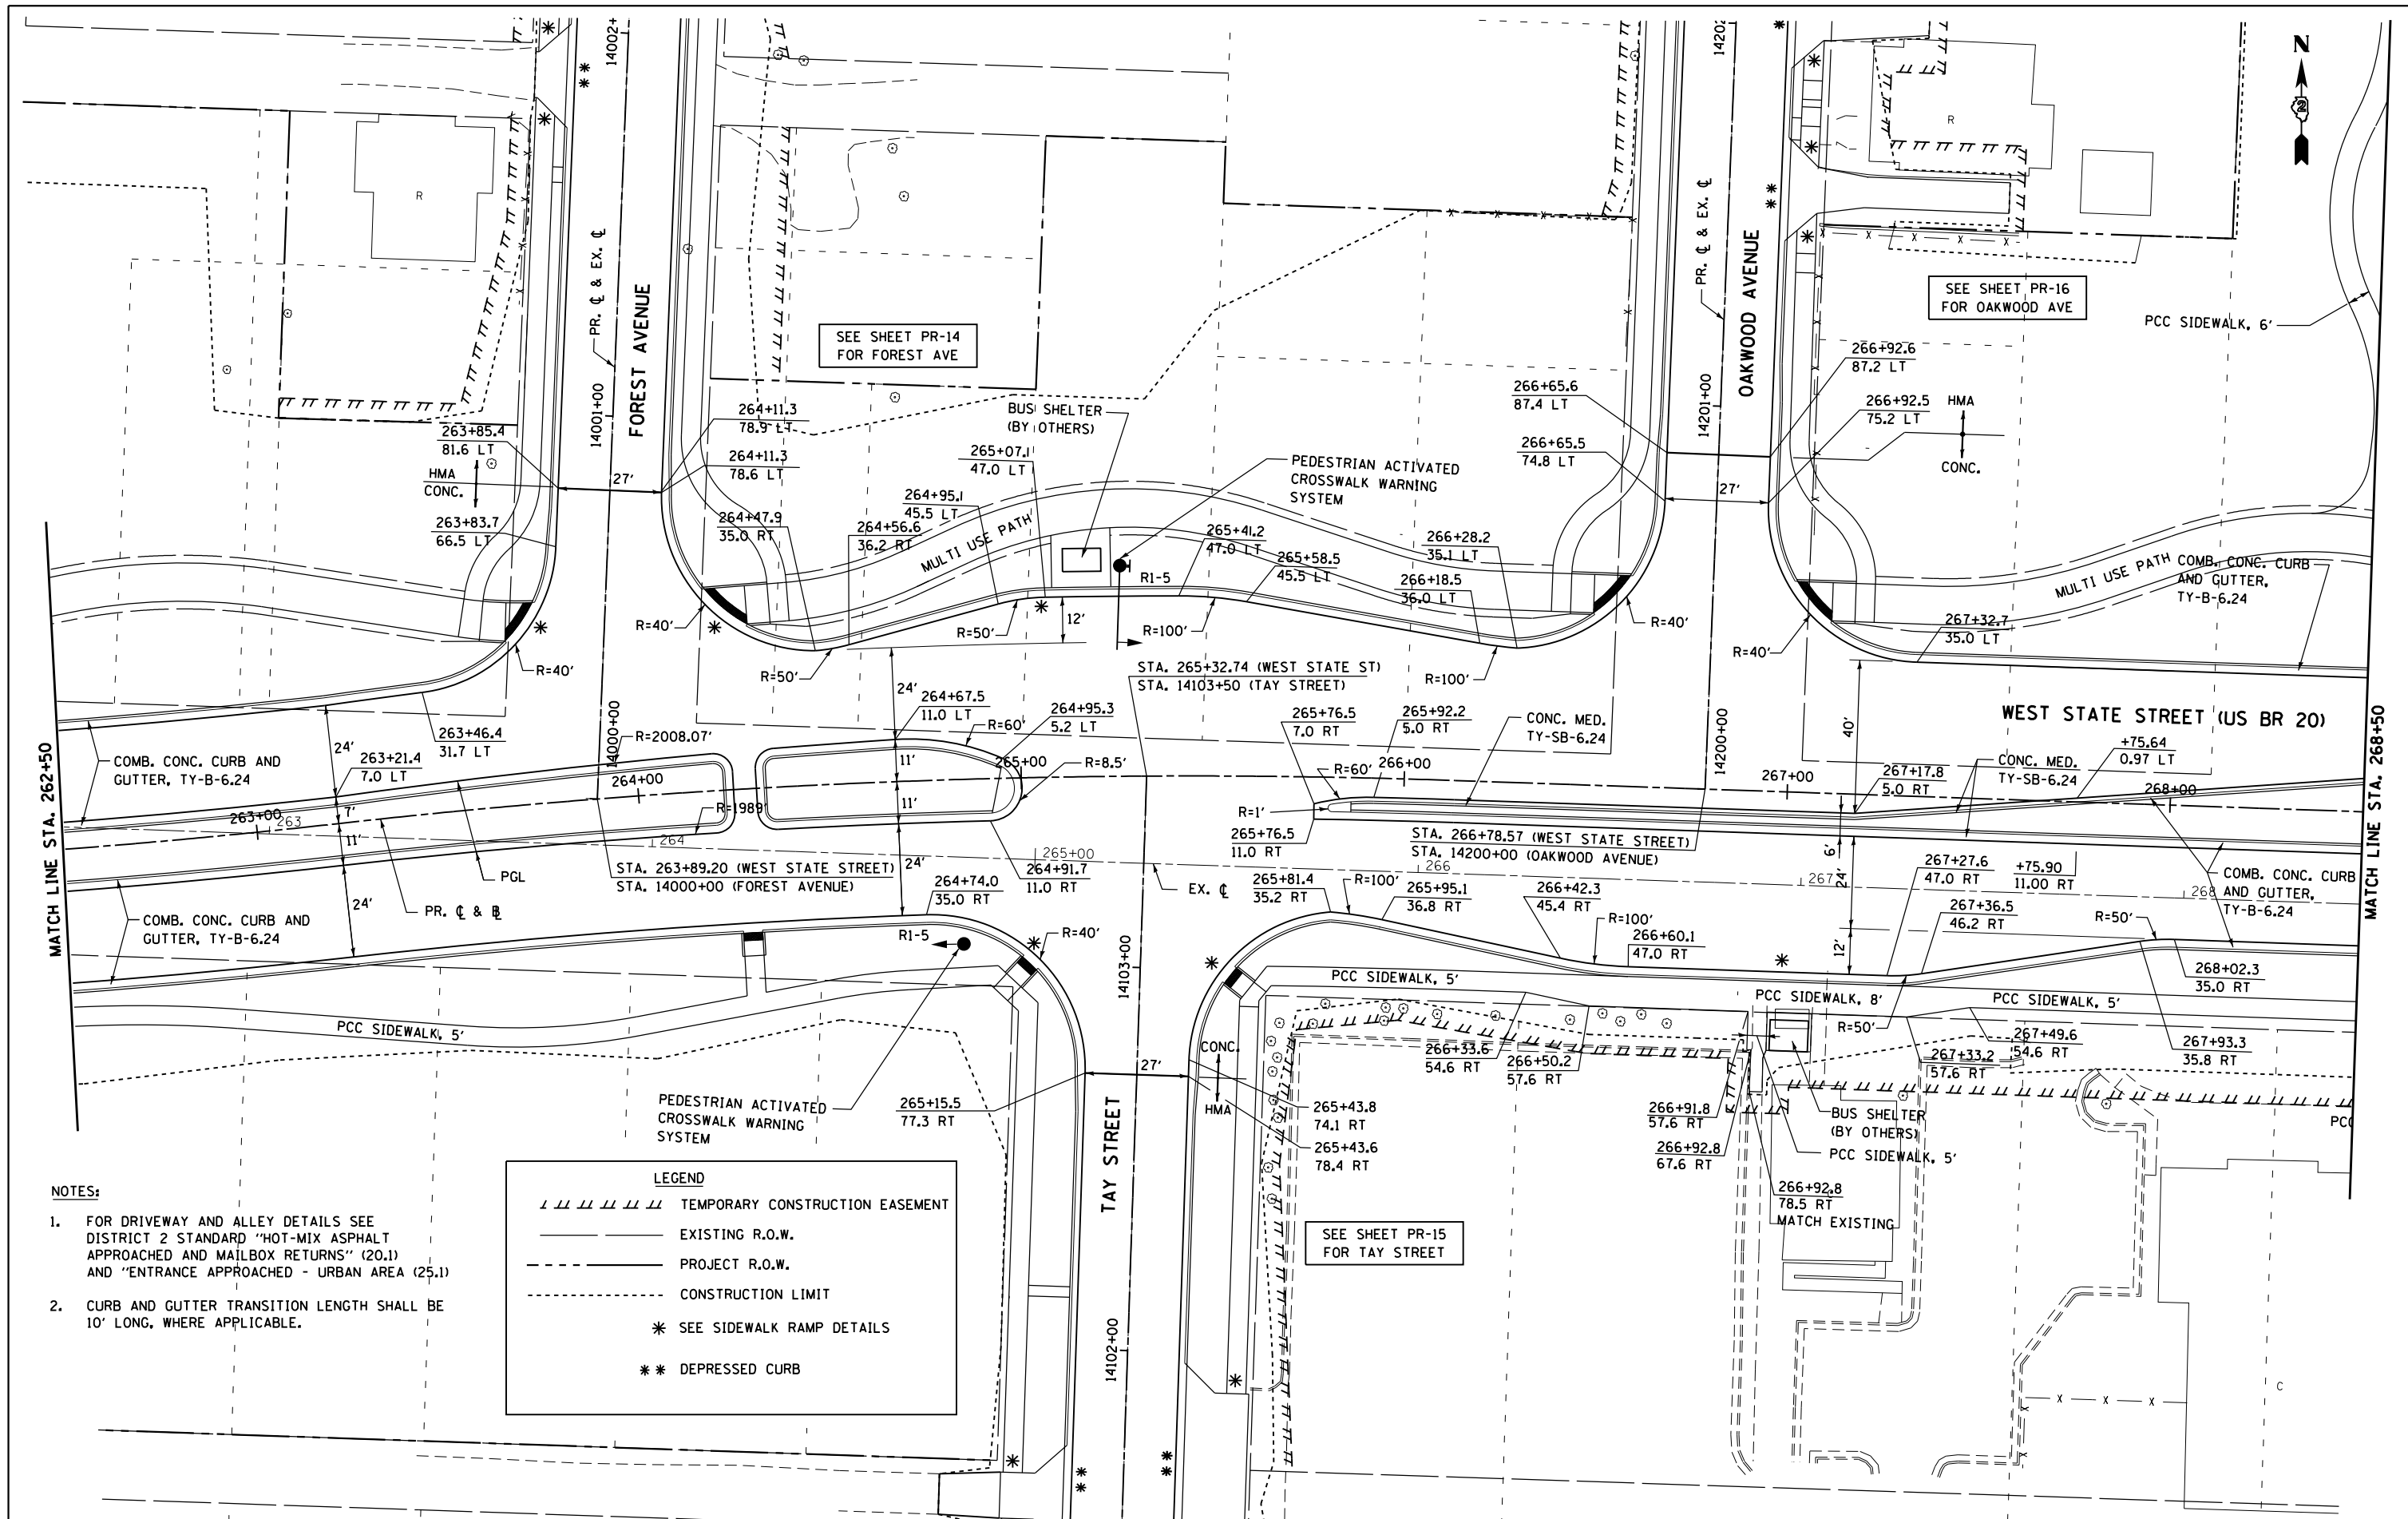 14002+
14202
N
2
R
R
PR. ℄ & EX. ℄
FOREST AVENUE
14001+00
SEE SHEET PR-14
FOR FOREST AVE
PR. ℄ & EX. ℄
OAKWOOD AVENUE
14201+00
SEE SHEET PR-16
FOR OAKWOOD AVE
PCC SIDEWALK, 6'
263+85.4
81.6 LT
HMA
CONC.
263+83.7
66.5 LT
27'
264+11.3
78.9 LT
264+11.3
78.6 LT
BUS SHELTER
(BY OTHERS)
265+07.1
47.0 LT
264+95.1
45.5 LT
264+47.9
35.0 RT
264+56.6
36.2 RT
MULTI USE PATH
PEDESTRIAN ACTIVATED
CROSSWALK WARNING
SYSTEM
R1-5
265+41.2
47.0 LT
265+58.5
45.5 LT
266+28.2
35.1 LT
266+18.5
36.0 LT
266+65.6
87.4 LT
266+65.5
74.8 LT
27'
266+92.6
87.2 LT
266+92.5
75.2 LT
HMA
CONC.
MULTI USE PATH
COMB. CONC. CURB
AND GUTTER,
TY-B-6.24
267+32.7
35.0 LT
R=40'
R=40'
R=50'
R=50'
12'
R=100'
R=100'
R=40'
R=40'
STA. 265+32.74 (WEST STATE ST)
STA. 14103+50 (TAY STREET)
WEST STATE STREET (US BR 20)
MATCH LINE STA. 262+50
MATCH LINE STA. 268+50
COMB. CONC. CURB AND
GUTTER, TY-B-6.24
24'
263+21.4
7.0 LT
263+46.4
31.7 LT
14000+00
R=2008.07'
24'
264+67.5
11.0 LT
R=60'
264+95.3
5.2 LT
265+00
R=8.5'
264+00
263+00
263
7'
11'
11'
11'
R=1989'
264
265+00
PGL
PR. ℄ & B
STA. 263+89.20 (WEST STATE STREET)
STA. 14000+00 (FOREST AVENUE)
24'
264+91.7
11.0 RT
264+74.0
35.0 RT
EX. ℄
265+76.5
7.0 RT
265+92.2
5.0 RT
CONC. MED.
TY-SB-6.24
R=60'
266+00
R=1'
265+76.5
11.0 RT
14200+00
STA. 266+78.57 (WEST STATE STREET)
STA. 14200+00 (OAKWOOD AVENUE)
267+00
40'
267+17.8
5.0 RT
CONC. MED.
TY-SB-6.24
+75.64
0.97 LT
268+00
6'
24'
266
267
268
267+27.6
47.0 RT
+75.90
11.00 RT
COMB. CONC. CURB
AND GUTTER,
TY-B-6.24
COMB. CONC. CURB AND
GUTTER, TY-B-6.24
24'
R1-5
R=40'
265+81.4
35.2 RT
R=100'
265+95.1
36.8 RT
266+42.3
45.4 RT
R=100'
266+60.1
47.0 RT
267+36.5
46.2 RT
R=50'
12'
268+02.3
35.0 RT
PCC SIDEWALK, 5'
PCC SIDEWALK, 5'
PCC SIDEWALK, 8'
PCC SIDEWALK, 5'
R=50'
14103+00
27'
CONC.
HMA
266+33.6
54.6 RT
266+50.2
57.6 RT
267+33.2
57.6 RT
267+49.6
54.6 RT
267+93.3
35.8 RT
PEDESTRIAN ACTIVATED
CROSSWALK WARNING
SYSTEM
265+15.5
77.3 RT
265+43.8
74.1 RT
265+43.6
78.4 RT
266+91.8
57.6 RT
266+92.8
67.6 RT
BUS SHELTER
(BY OTHERS)
PCC SIDEWALK, 5'
266+92.8
78.5 RT
MATCH EXISTING
PCC
TAY STREET
14102+00
SEE SHEET PR-15
FOR TAY STREET
C
NOTES:
1. FOR DRIVEWAY AND ALLEY DETAILS SEE
DISTRICT 2 STANDARD "HOT-MIX ASPHALT
APPROACHED AND MAILBOX RETURNS" (20.1)
AND "ENTRANCE APPROACHED - URBAN AREA (25.1)
2. CURB AND GUTTER TRANSITION LENGTH SHALL BE
10' LONG, WHERE APPLICABLE.
LEGEND
TEMPORARY CONSTRUCTION EASEMENT
EXISTING R.O.W.
PROJECT R.O.W.
CONSTRUCTION LIMIT
* SEE SIDEWALK RAMP DETAILS
** DEPRESSED CURB